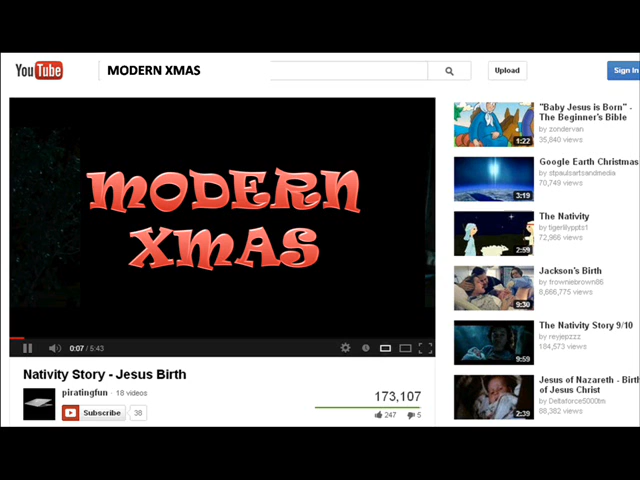 YouTube
MODERN XMAS
Upload
Sign In
MODERN
XMAS
0:07 / 5:43
Nativity Story - Jesus Birth
piratingfun · 18 videos
Subscribe 38
173,107
247 5
1:22
"Baby Jesus is Born" -
The Beginner's Bible
by zondervan
35,840 views
3:19
Google Earth Christmas
by stpaulsartsandmedia
70,749 views
2:59
The Nativity
by tigerlilyppts1
72,966 views
9:30
Jackson's Birth
by frowniebrown86
8,666,775 views
9:59
The Nativity Story 9/10
by reyjepzzz
184,573 views
2:39
Jesus of Nazareth - Birth
of Jesus Christ
by Deltaforce5000tm
88,382 views